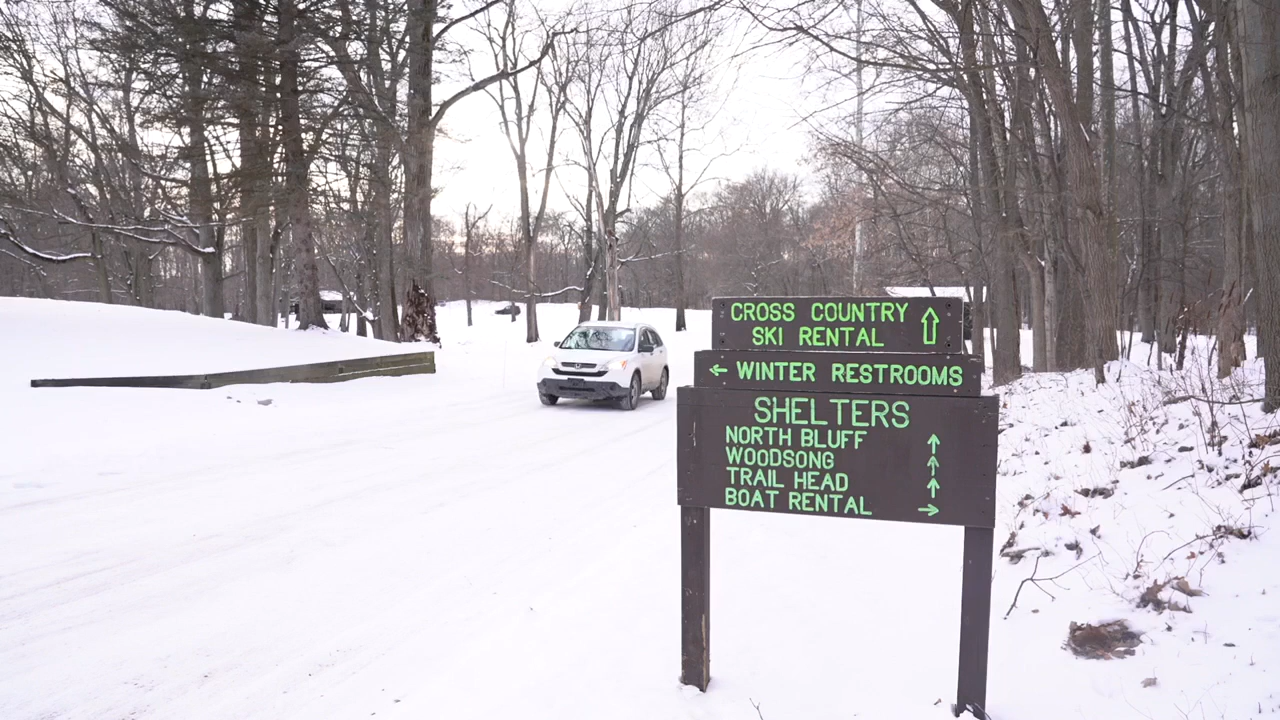 CROSS COUNTRY
SKI RENTAL
WINTER RESTROOMS
SHELTERS
NORTH BLUFF
WOODSONG
TRAIL HEAD
BOAT RENTAL